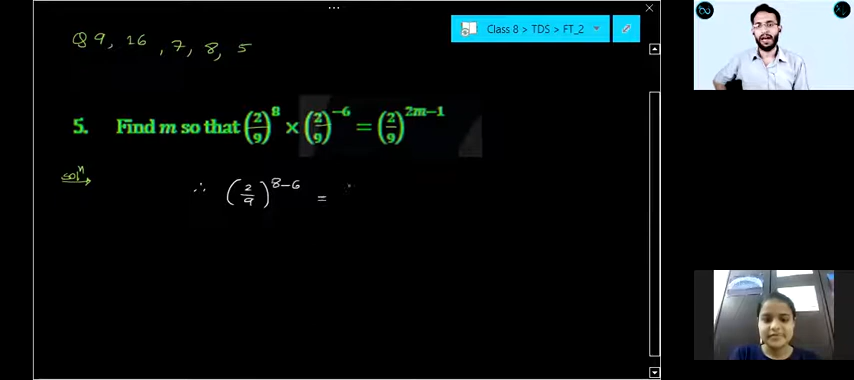 Class 8 > TDS > FT_2
Q 9, 16, 7, 8, 5
5. Find m so that (2/9)^8 × (2/9)^-6 = (2/9)^2m-1
solⁿ
∴ (2/9)^8-6 =